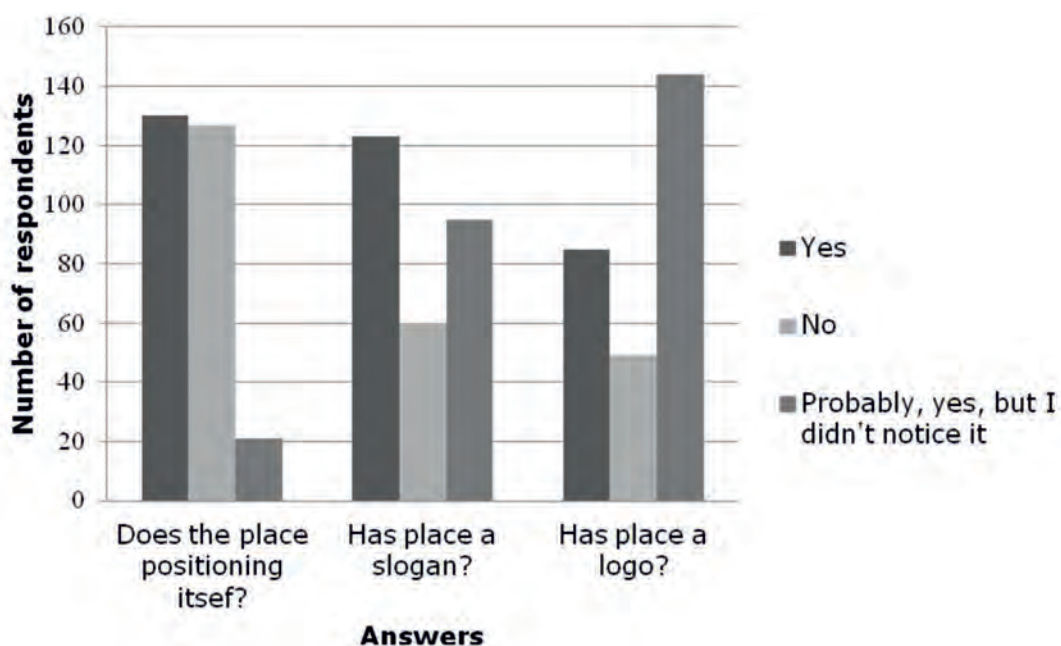 160
140
120
100
80
60
40
20
0
Number of respondents
Does the place
positioning
itsef?
Has place a
slogan?
Has place a
logo?
Answers
Yes
No
Probably, yes, but I
didn't notice it